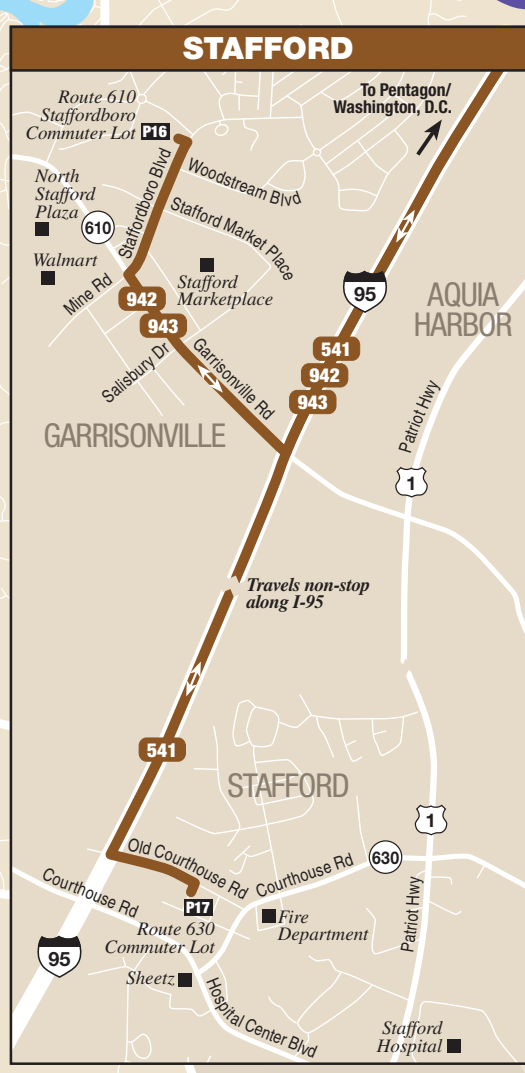 STAFFORD
To Pentagon/
Washington, D.C.
Route 610
Staffordboro
Commuter Lot P16
Woodstream Blvd
Staffordboro Blvd
Stafford Market Place
North
Stafford
Plaza
610
Walmart
Mine Rd
Stafford
Marketplace
942
943
Salisbury Dr
Garrisonville Rd
95
AQUIA
HARBOR
541
942
943
Patriot Hwy
GARRISONVILLE
1
Travels non-stop
along I-95
541
STAFFORD
1
Old Courthouse Rd
Courthouse Rd
630
Courthouse Rd
P17
Route 630
Commuter Lot
Fire
Department
Patriot Hwy
95
Sheetz
Hospital Center Blvd
Stafford
Hospital